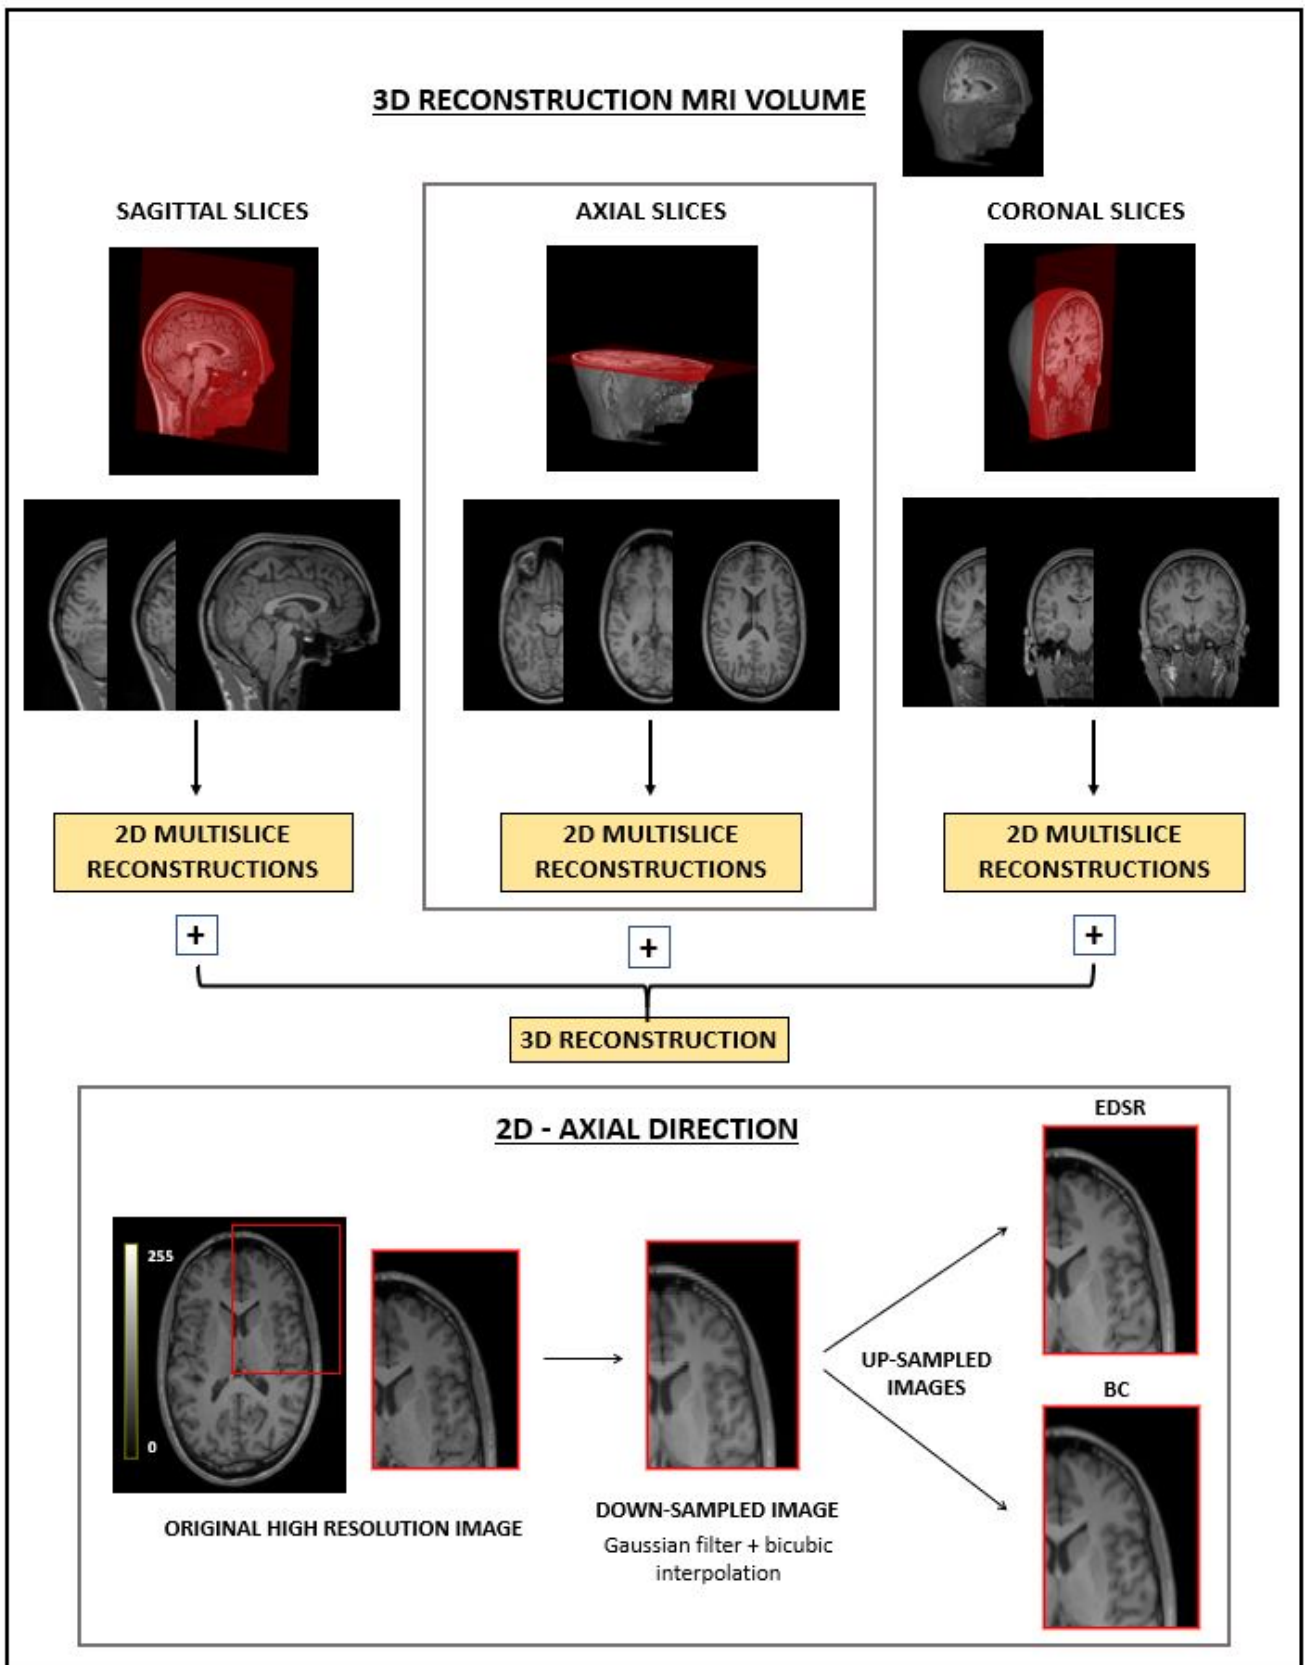 3D RECONSTRUCTION MRI VOLUME
SAGITTAL SLICES
AXIAL SLICES
CORONAL SLICES
2D MULTISLICE
RECONSTRUCTIONS
2D MULTISLICE
RECONSTRUCTIONS
2D MULTISLICE
RECONSTRUCTIONS
+
+
+
3D RECONSTRUCTION
2D - AXIAL DIRECTION
255
0
ORIGINAL HIGH RESOLUTION IMAGE
DOWN-SAMPLED IMAGE
Gaussian filter + bicubic
interpolation
UP-SAMPLED
IMAGES
EDSR
BC